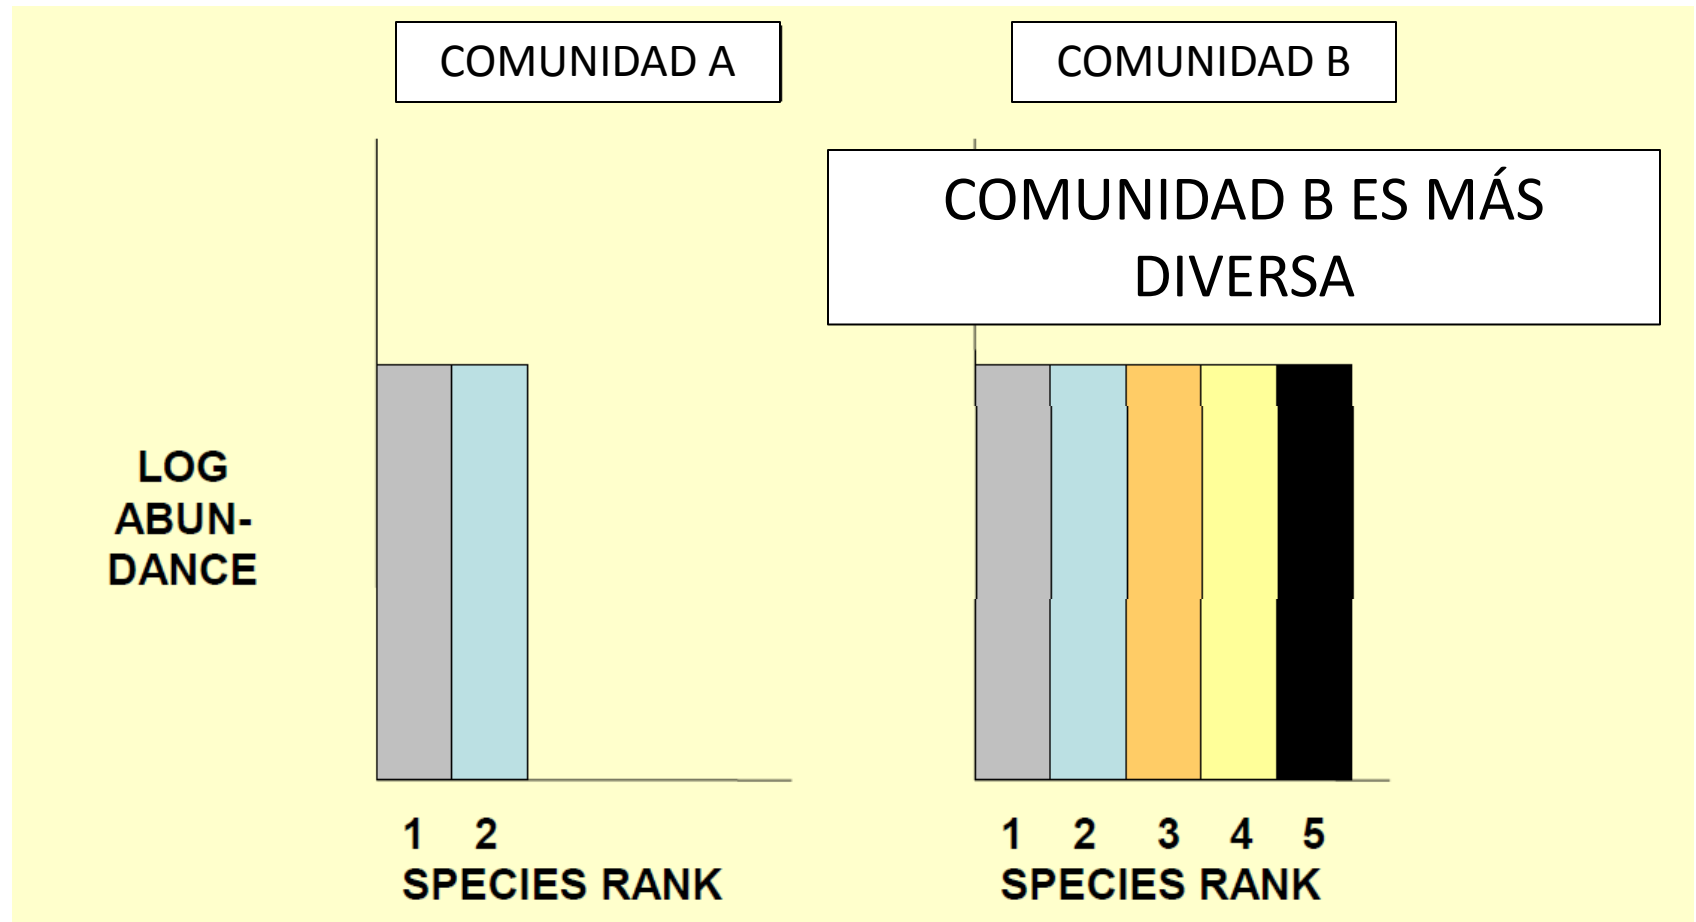 COMUNIDAD A
COMUNIDAD B
COMUNIDAD B ES MÁS
DIVERSA
LOG
ABUN-
DANCE
1 2
SPECIES RANK
1 2 3 4 5
SPECIES RANK